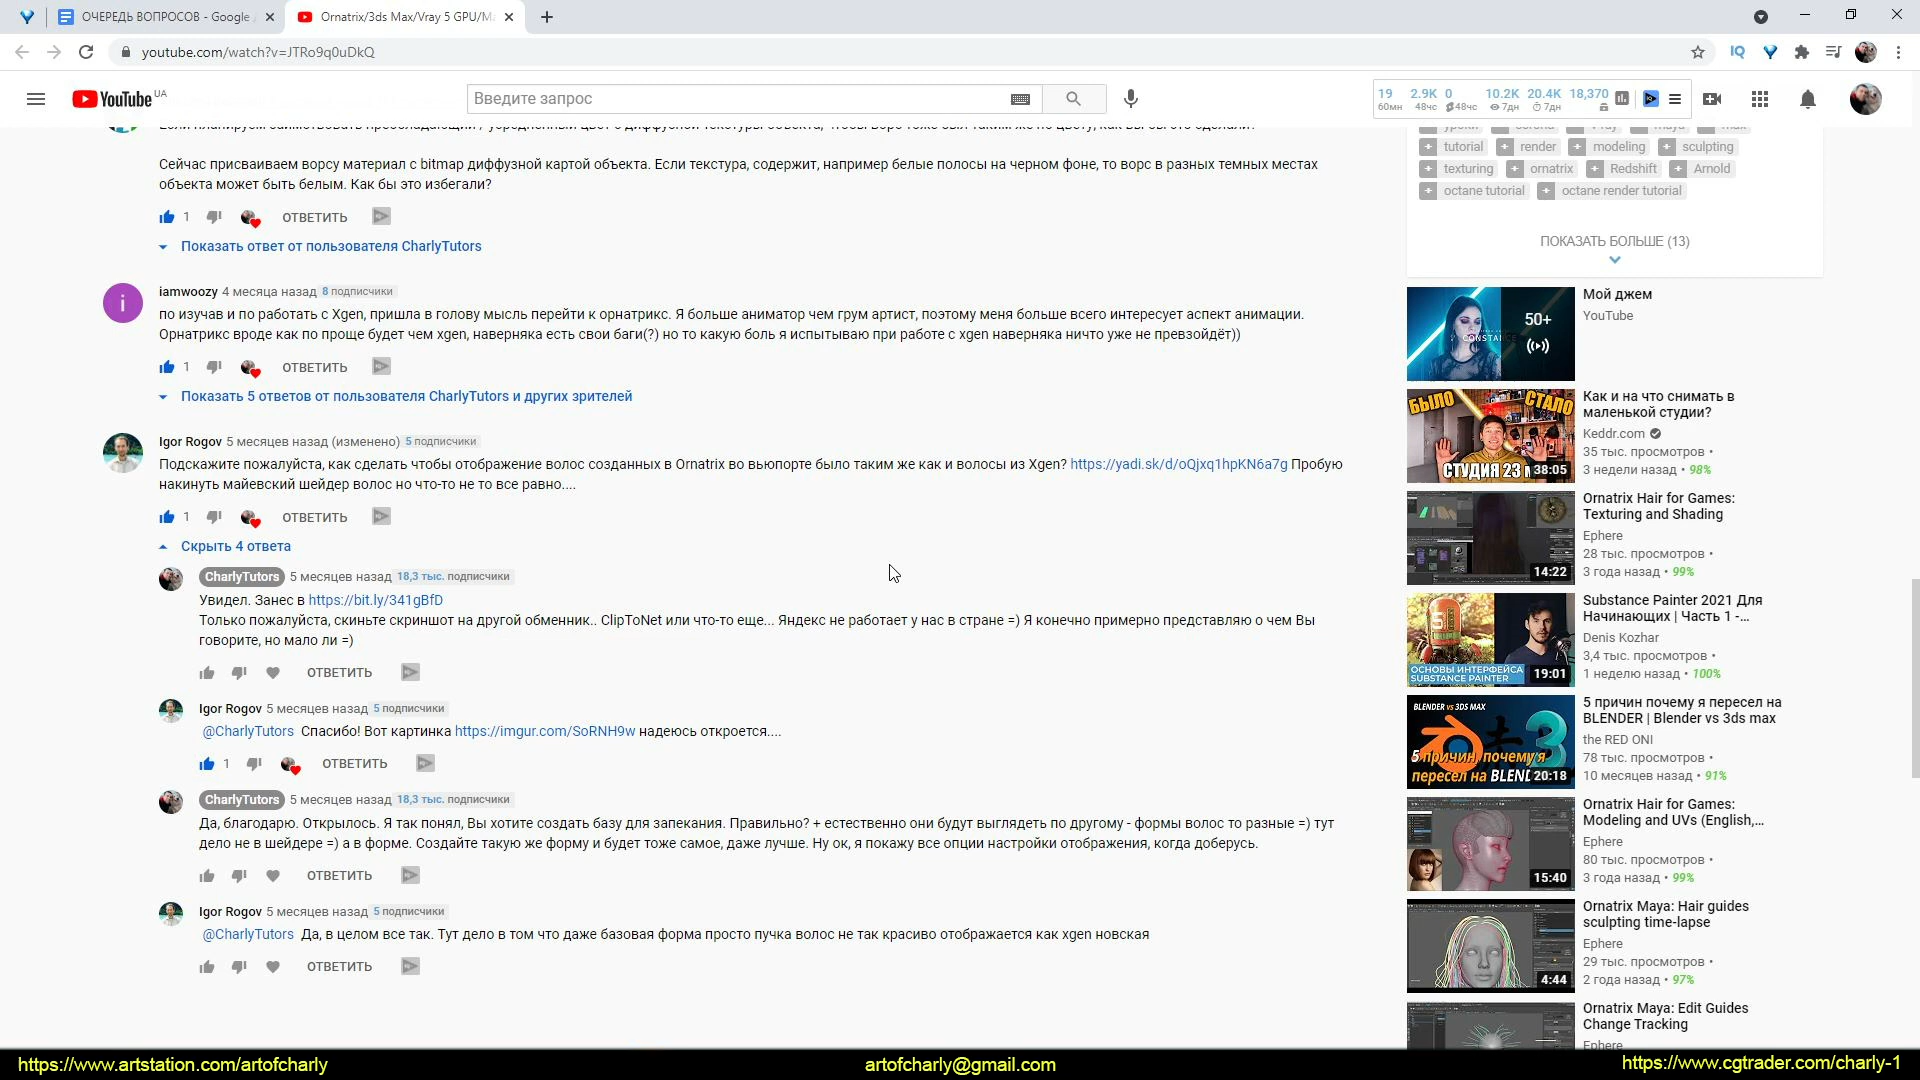 ОЧЕРЕДЬ ВОПРОСОВ - Google
Ornatrix/3ds Max/Vray 5 GPU/Ma
youtube.com/watch?v=JTRo9q0uDkQ
YouTube UA
Введите запрос
19 2.9K 0 10.2K 20.4K 18,370
60мн 48чс 48чс 7дн 7дн
Сейчас присваиваем ворсу материал с bitmap диффузной картой объекта. Если текстура, содержит, например белые полосы на черном фоне, то ворс в разных темных местах
объекта может быть белым. Как бы это избегали?
1 ОТВЕТИТЬ
Показать ответ от пользователя CharlyTutors
i
iamwoozy 4 месяца назад 8 подписчики
по изучав и по работать с Xgen, пришла в голову мысль перейти к орнатрикс. Я больше аниматор чем грум артист, поэтому меня больше всего интересует аспект анимации.
Орнатрикс вроде как по проще будет чем xgen, наверняка есть свои баги(?) но то какую боль я испытываю при работе с xgen наверняка ничто уже не превзойдёт))
1 ОТВЕТИТЬ
Показать 5 ответов от пользователя CharlyTutors и других зрителей
Igor Rogov 5 месяцев назад (изменено) 5 подписчики
Подскажите пожалуйста, как сделать чтобы отображение волос созданных в Ornatrix во вьюпорте было таким же как и волосы из Xgen? https://yadi.sk/d/oQjxq1hpKN6a7g Пробую
накинуть майевский шейдер волос но что-то не то все равно....
1 ОТВЕТИТЬ
Скрыть 4 ответа
CharlyTutors 5 месяцев назад 18,3 тыс. подписчики
Увидел. Занес в https://bit.ly/341gBfD
Только пожалуйста, скиньте скриншот на другой обменник.. ClipToNet или что-то еще... Яндекс не работает у нас в стране =) Я конечно примерно представляю о чем Вы
говорите, но мало ли =)
ОТВЕТИТЬ
Igor Rogov 5 месяцев назад 5 подписчики
@CharlyTutors Спасибо! Вот картинка https://imgur.com/SoRNH9w надеюсь откроется....
1 ОТВЕТИТЬ
CharlyTutors 5 месяцев назад 18,3 тыс. подписчики
Да, благодарю. Открылось. Я так понял, Вы хотите создать базу для запекания. Правильно? + естественно они будут выглядеть по другому - формы волос то разные =) тут
дело не в шейдере =) а в форме. Создайте такую же форму и будет тоже самое, даже лучше. Ну ок, я покажу все опции настройки отображения, когда доберусь.
ОТВЕТИТЬ
Igor Rogov 5 месяцев назад 5 подписчики
@CharlyTutors Да, в целом все так. Тут дело в том что даже базовая форма просто пучка волос не так красиво отображается как xgen новская
ОТВЕТИТЬ
tutorial render modeling sculpting
texturing ornatrix Redshift Arnold
octane tutorial octane render tutorial
ПОКАЗАТЬ БОЛЬШЕ (13)
50+
Мой джем
YouTube
БЫЛО СТАЛО
38:05
Как и на что снимать в
маленькой студии?
Keddr.com
35 тыс. просмотров •
3 недели назад • 98%
14:22
Ornatrix Hair for Games:
Texturing and Shading
Ephere
28 тыс. просмотров •
3 года назад • 99%
ОСНОВЫ ИНТЕРФЕЙСА
SUBSTANCE PAINTER 19:01
Substance Painter 2021 Для
Начинающих | Часть 1 -...
Denis Kozhar
3,4 тыс. просмотров •
1 неделю назад • 100%
BLENDER vs 3DS MAX
5 причин, почему я
пересел на BLEN 20:18
5 причин почему я пересел на
BLENDER | Blender vs 3ds max
the RED ONI
78 тыс. просмотров •
10 месяцев назад • 91%
15:40
Ornatrix Hair for Games:
Modeling and UVs (English,...
Ephere
80 тыс. просмотров •
3 года назад • 99%
4:44
Ornatrix Maya: Hair guides
sculpting time-lapse
Ephere
29 тыс. просмотров •
2 года назад • 97%
Ornatrix Maya: Edit Guides
Change Tracking
Ephere
https://www.artstation.com/artofcharly
artofcharly@gmail.com
https://www.cgtrader.com/charly-1